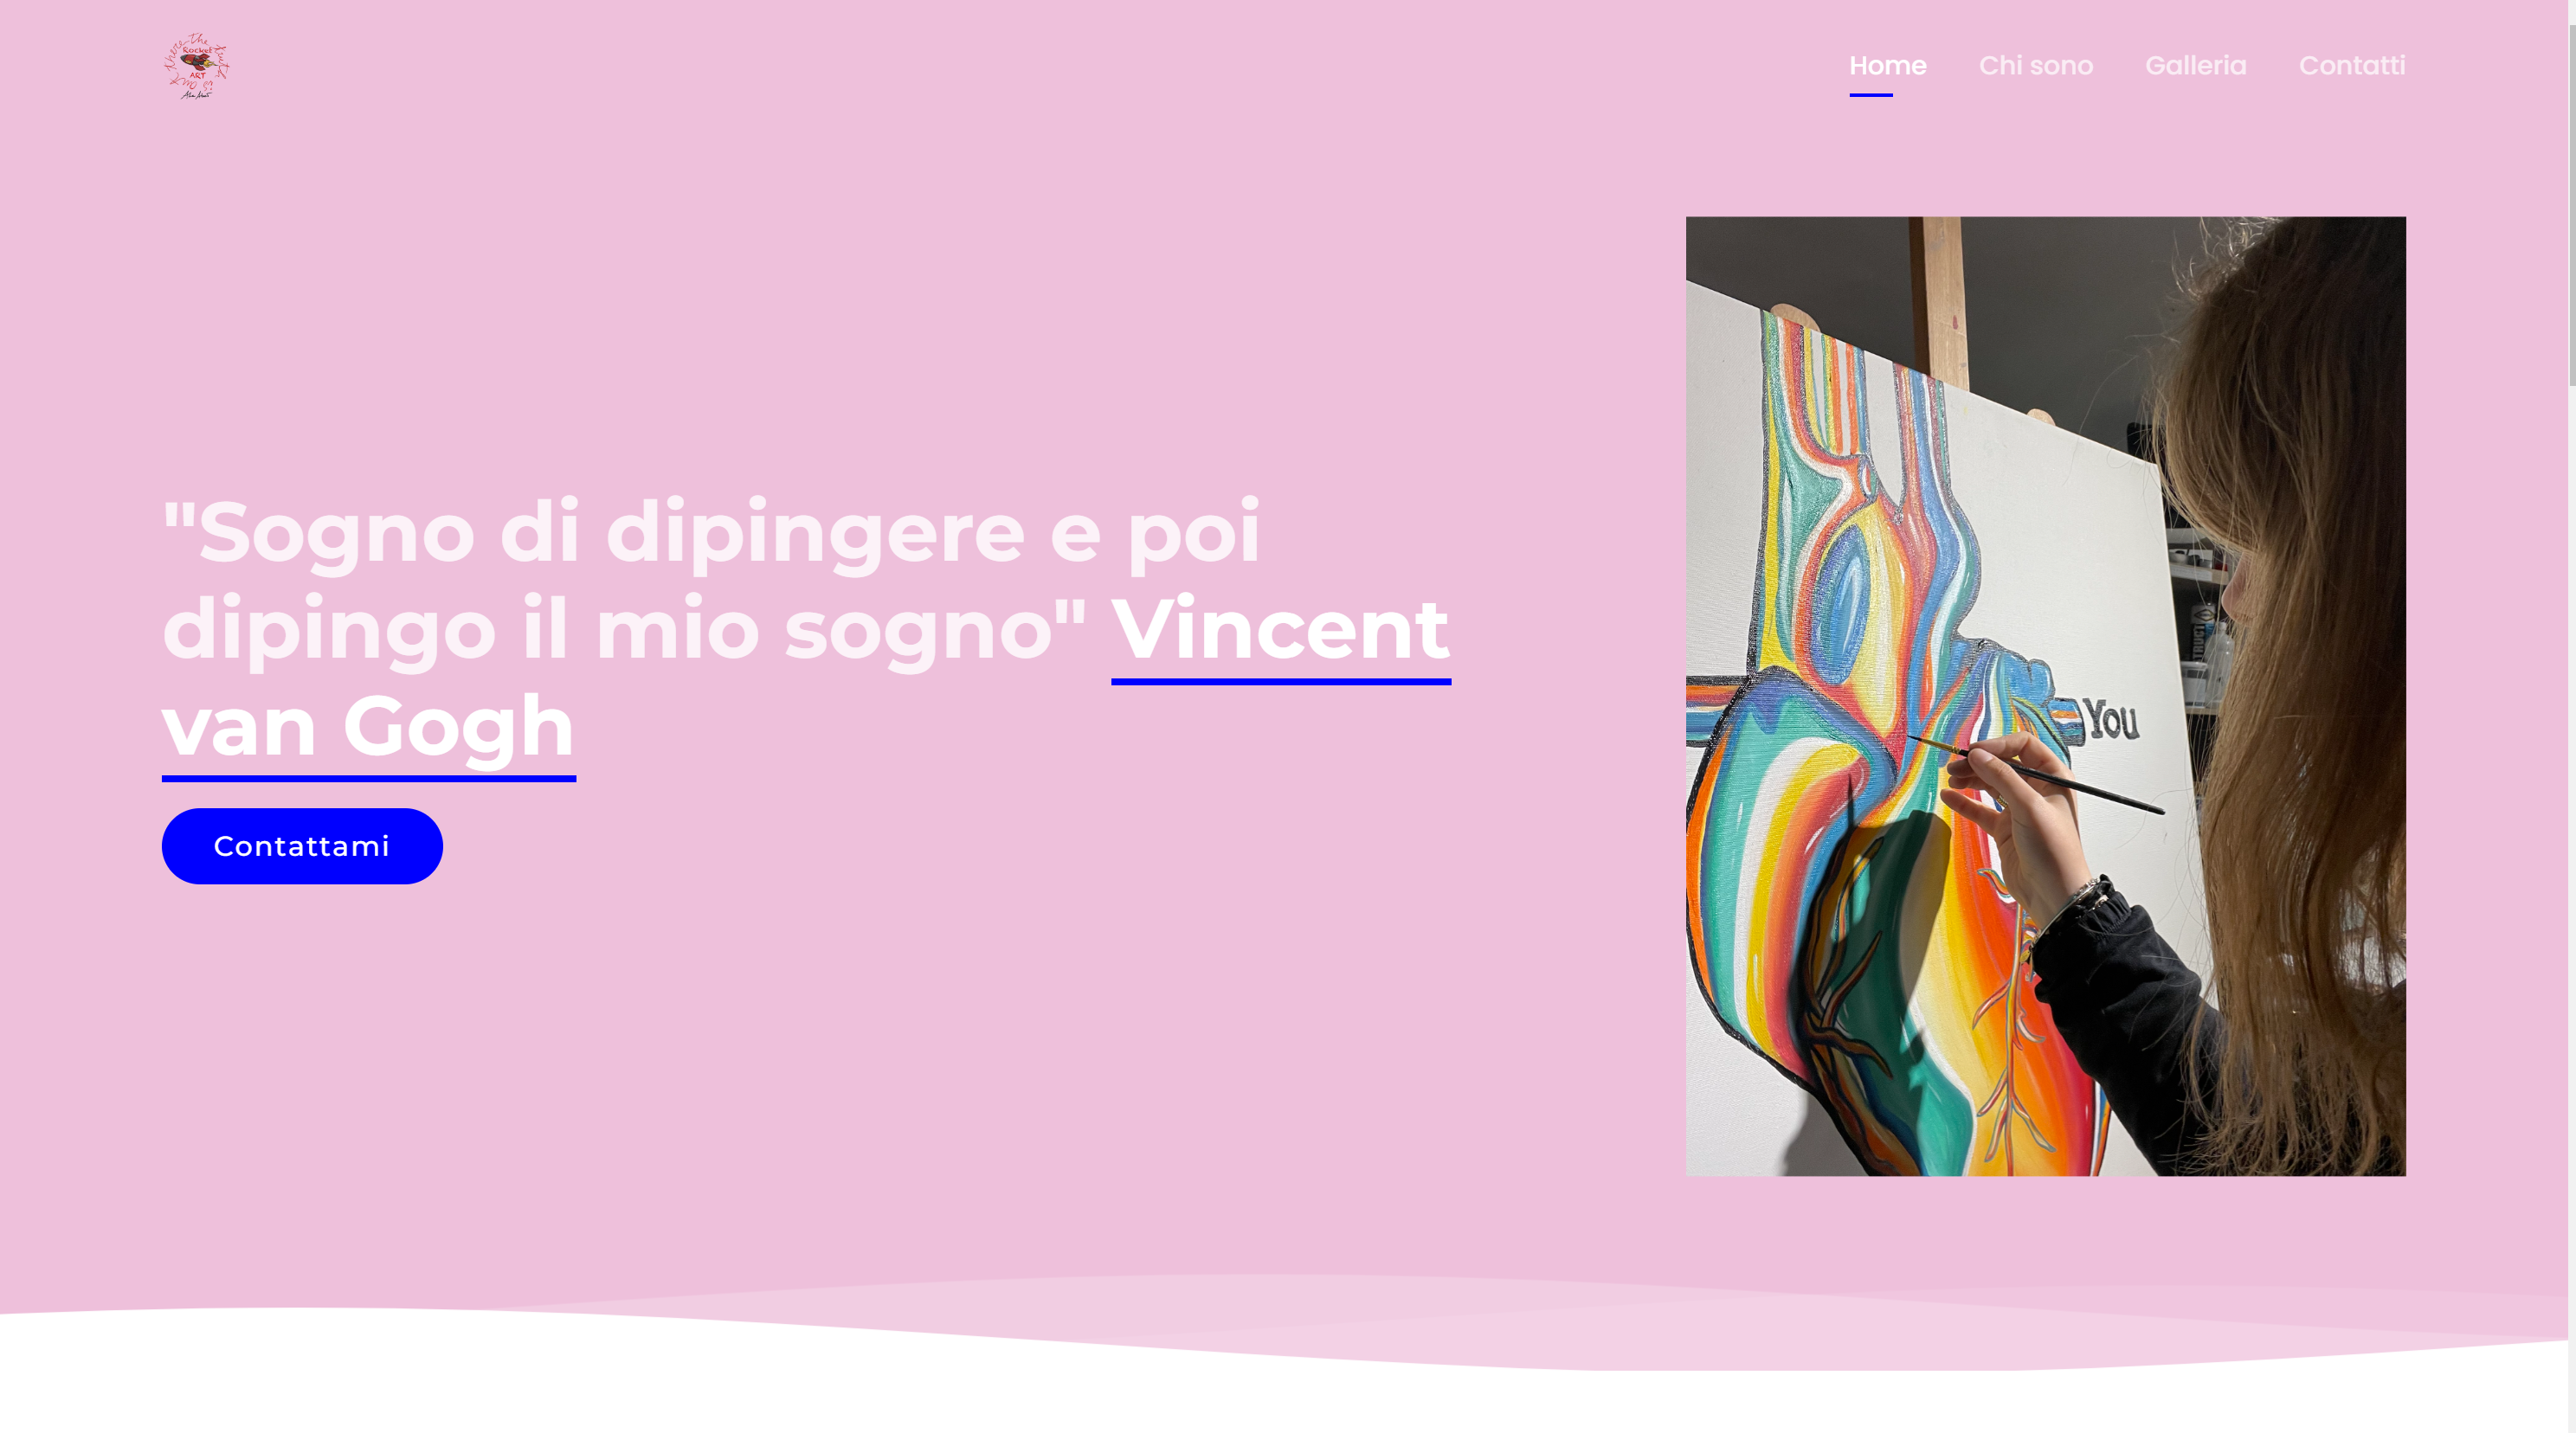 Rocket
ART
Home
Chi sono
Galleria
Contatti
"Sogno di dipingere e poi
dipingo il mio sogno" Vincent
van Gogh
Contattami
You